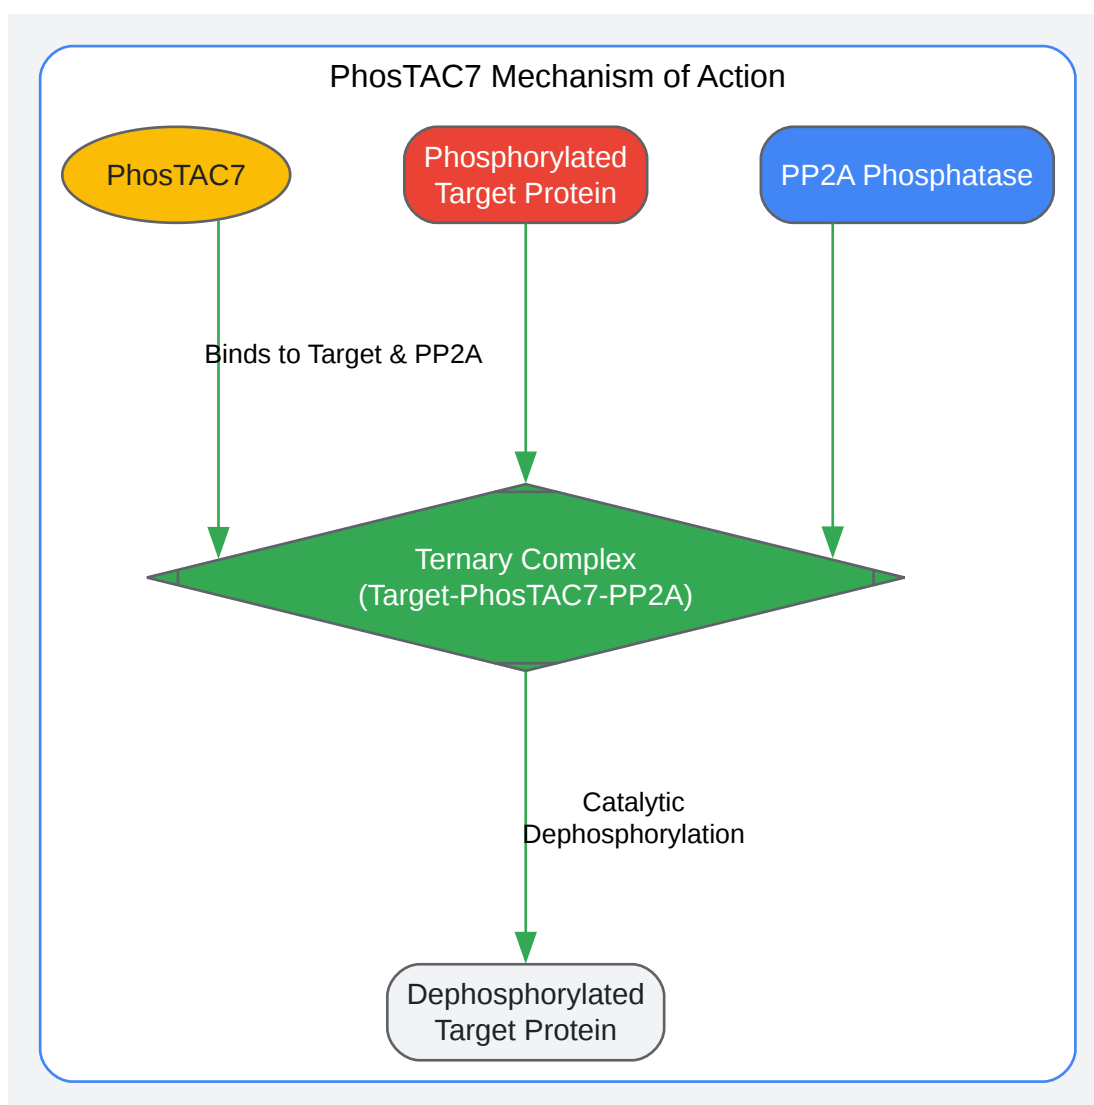 PhosTAC7 Mechanism of Action
PhosTAC7
Phosphorylated
Target Protein
PP2A Phosphatase
Binds to Target & PP2A
Ternary Complex
(Target-PhosTAC7-PP2A)
Catalytic
Dephosphorylation
Dephosphorylated
Target Protein